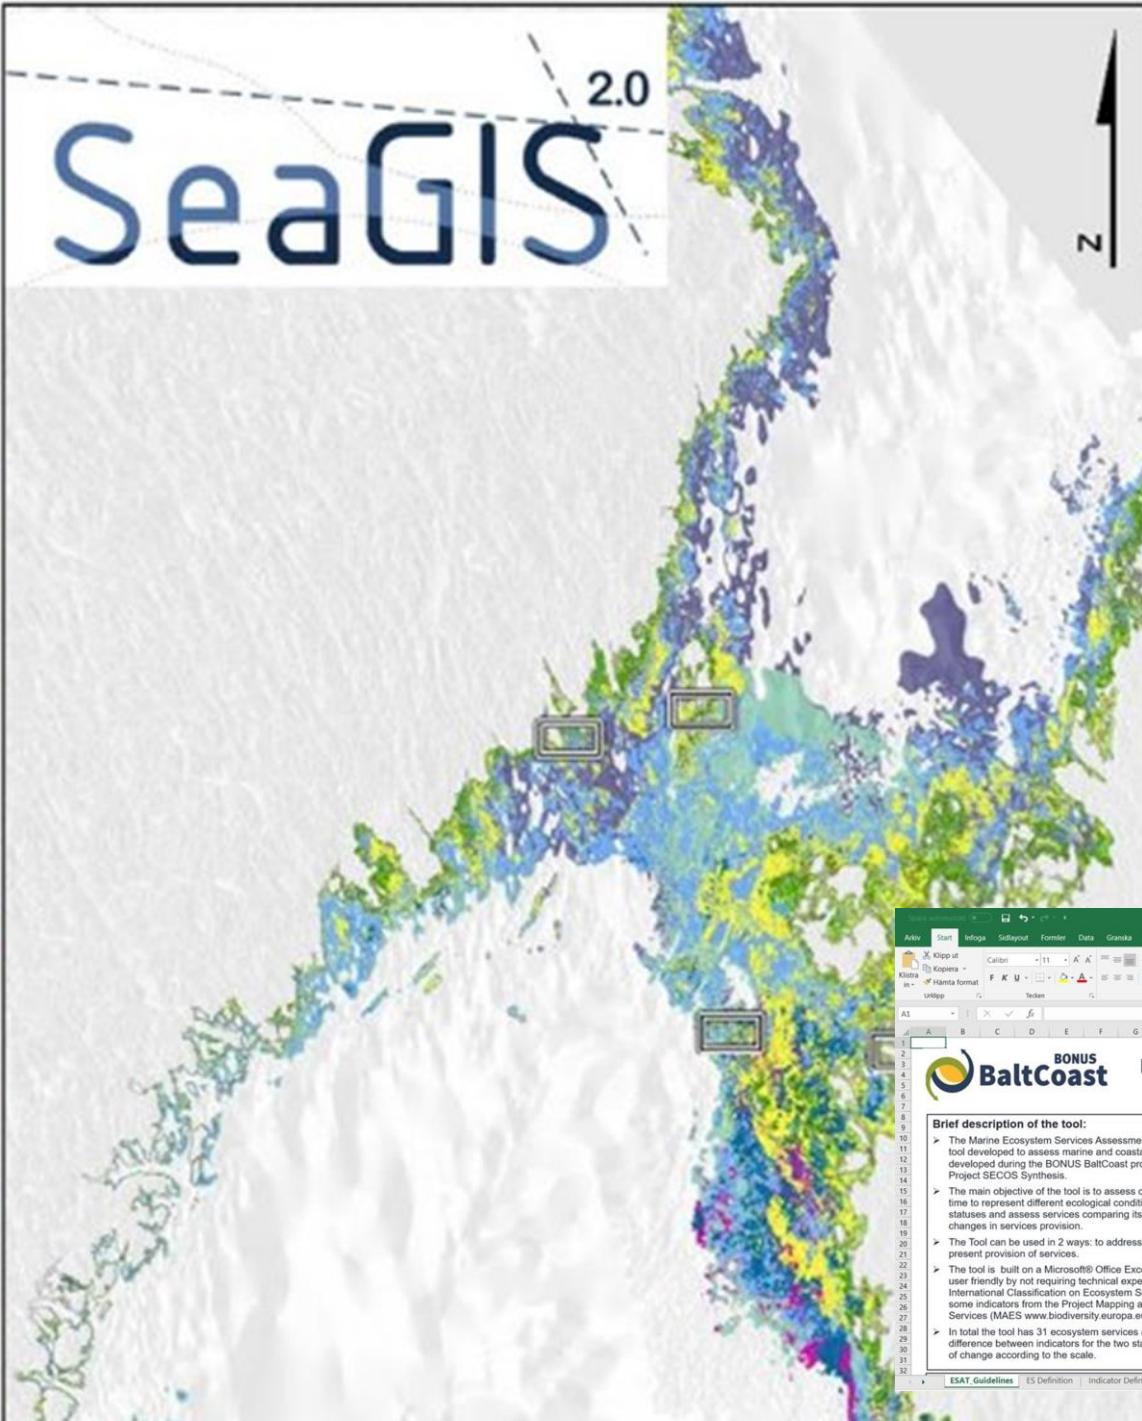 2.0
SeaGIS
N
Arkiv Start Infoga Sidlayout Formler Data Granska
Klistra in
Klipp ut
Kopiera
Hämta format
Urklipp
Calibri 11 A A
F K U A
Tecken
A1 fx
A B C D E F G
BONUS
BaltCoast
Brief description of the tool:
The Marine Ecosystem Services Assessme
tool developed to assess marine and coasta
developed during the BONUS BaltCoast pr
Project SECOS Synthesis.
The main objective of the tool is to assess
time to represent different ecological conditi
statuses and assess services comparing its
changes in services provision.
The Tool can be used in 2 ways: to address
present provision of services.
The tool is built on a Microsoft® Office Exc
user friendly by not requiring technical expe
International Classification on Ecosystem S
some indicators from the Project Mapping a
Services (MAES www.biodiversity.europa.e
In total the tool has 31 ecosystem services
difference between indicators for the two sta
of change according to the scale.
ESAT_Guidelines ES Definition Indicator Defin